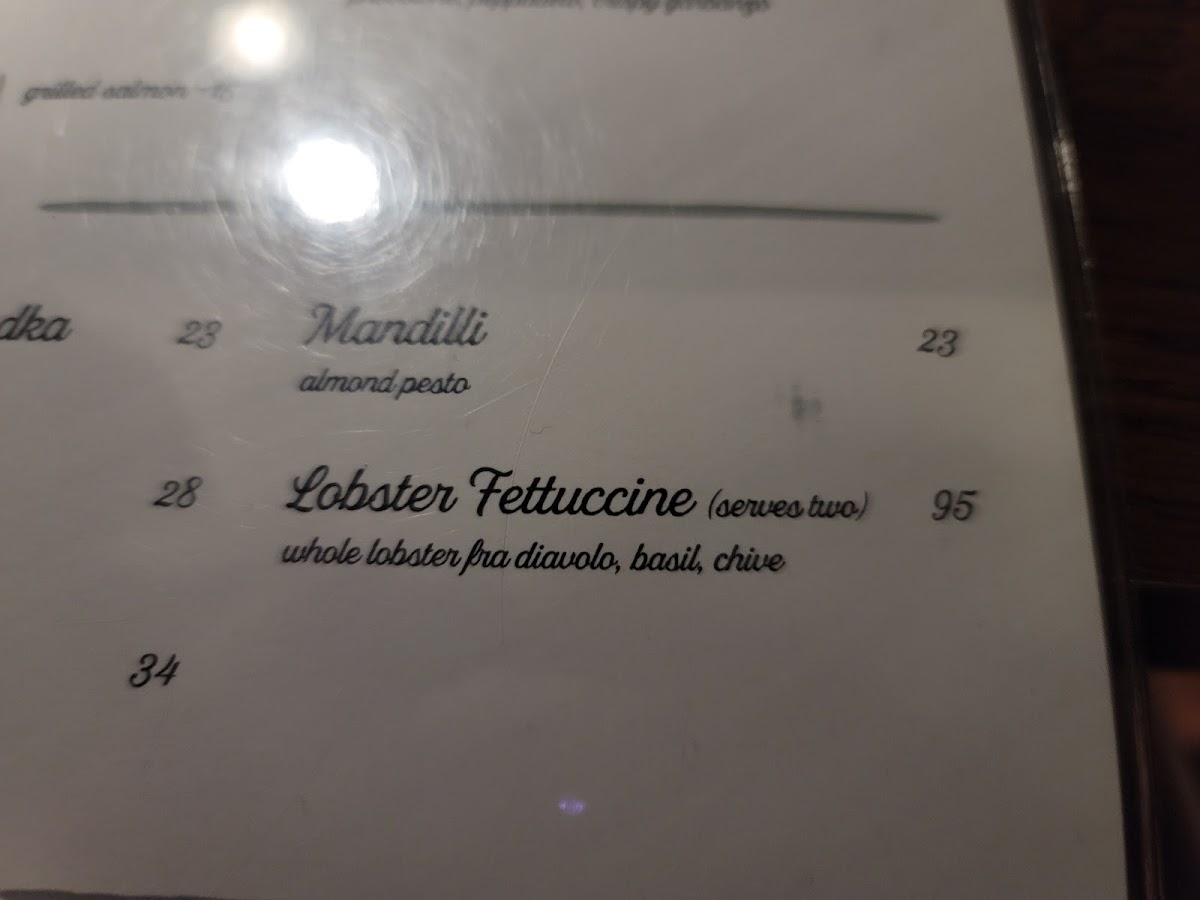 grilled salmon
dka 23 Mandilli 23
almond pesto
28 Lobster Fettuccine (serves two) 95
whole lobster fra diavolo, basil, chive
34